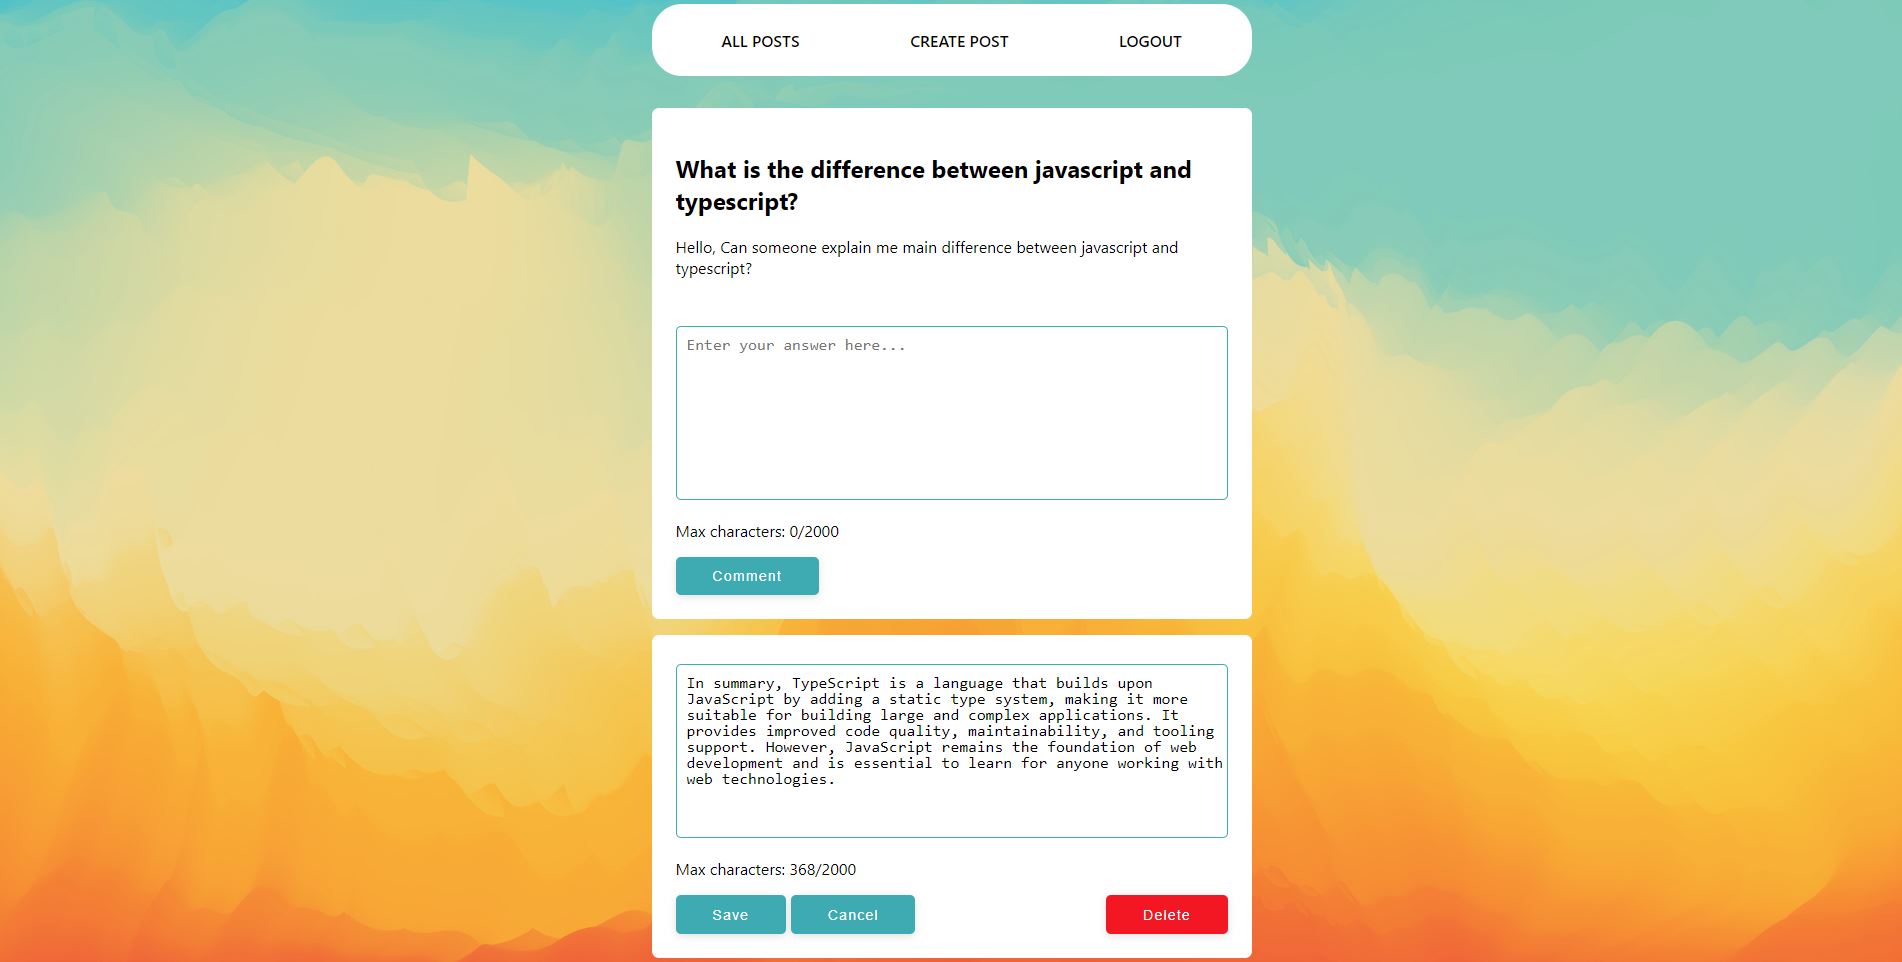 ALL POSTS
CREATE POST
LOGOUT
What is the difference between javascript and
typescript?
Hello, Can someone explain me main difference between javascript and
typescript?
Enter your answer here...
Max characters: 0/2000
Comment
In summary, TypeScript is a language that builds upon
JavaScript by adding a static type system, making it more
suitable for building large and complex applications. It
provides improved code quality, maintainability, and tooling
support. However, JavaScript remains the foundation of web
development and is essential to learn for anyone working with
web technologies.
Max characters: 368/2000
Save
Cancel
Delete